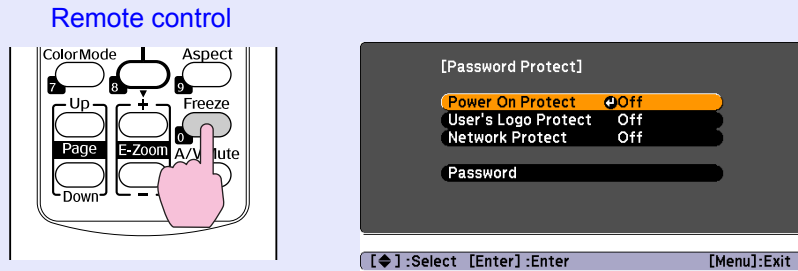 Remote control
ColorMode
Aspect
7
8
9
Up
+
Freeze
0
Page
E-Zoom
A/V Mute
Down
-
[Password Protect]
Power On Protect Off
User's Logo Protect Off
Network Protect Off
Password
[◆] :Select [Enter] :Enter [Menu]:Exit